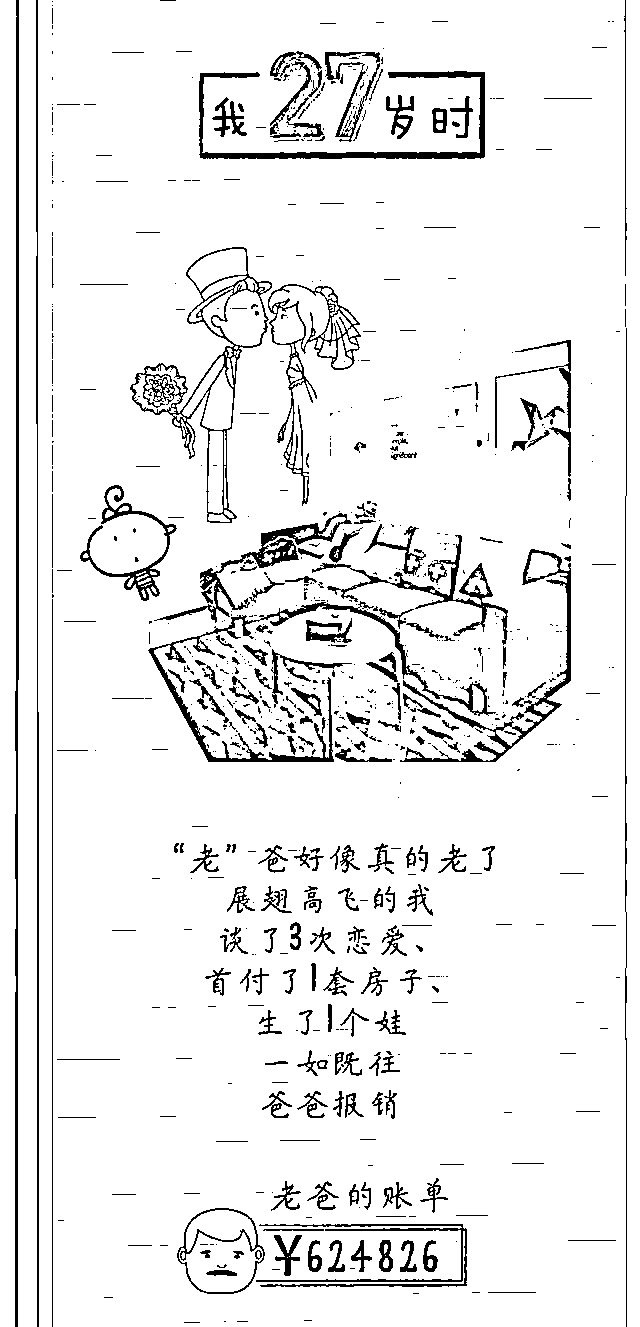 我27岁时
“老”爸好像真的老了
展翅高飞的我
谈了3次恋爱、
首付了1套房子、
生了1个娃
一如既往
爸爸报销
老爸的账单
¥624826